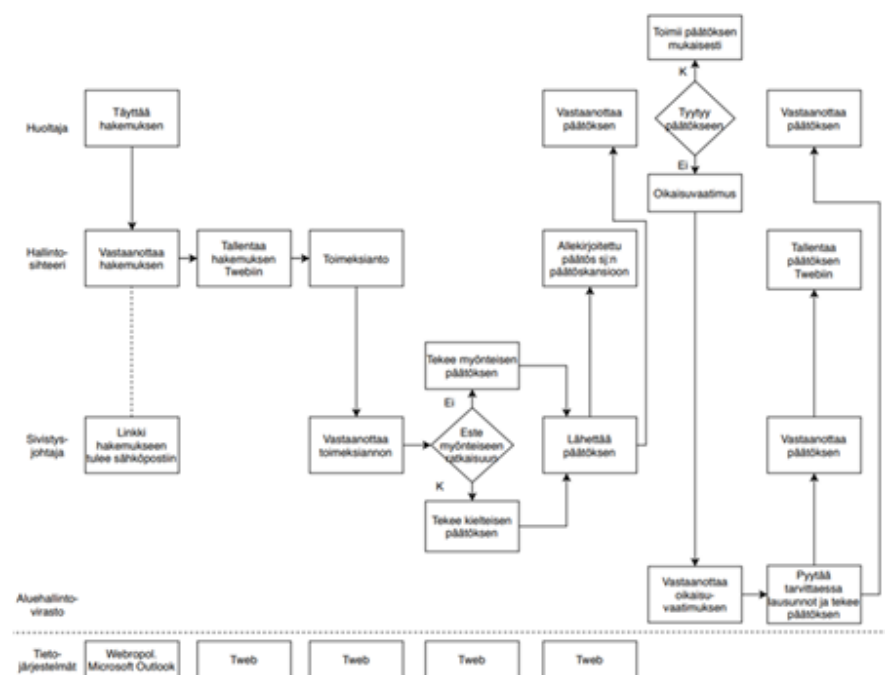 Toimii päätöksen
mukaisesti
K
Huoltaja
Täyttää
hakemuksen
Vastaanottaa
päätöksen
Tyytyy
päätökseen
Vastaanottaa
päätöksen
Ei
Oikaisuvaatimus
Hallinto-
sihteeri
Vastaanottaa
hakemuksen
Tallentaa
hakemuksen
Twebiin
Toimeksianto
Allekirjoitettu
päätös sj:n
päätöskansioon
Tallentaa
päätöksen
Twebiin
Tekee myönteisen
päätöksen
Ei
Sivistys-
johtaja
Linkki
hakemukseen
tulee sähköpostiin
Vastaanottaa
toimeksiannon
Este
myönteiseen
ratkaisuun
Lähettää
päätöksen
Vastaanottaa
päätöksen
K
Tekee kielteisen
päätöksen
Aluehallinto-
virasto
Vastaanottaa
oikaisu-
vaatimuksen
Pyytää
tarvittaessa
lausunnot ja tekee
päätöksen
Tieto-
järjestelmät
Webropol.
Microsoft Outlook
Tweb
Tweb
Tweb
Tweb